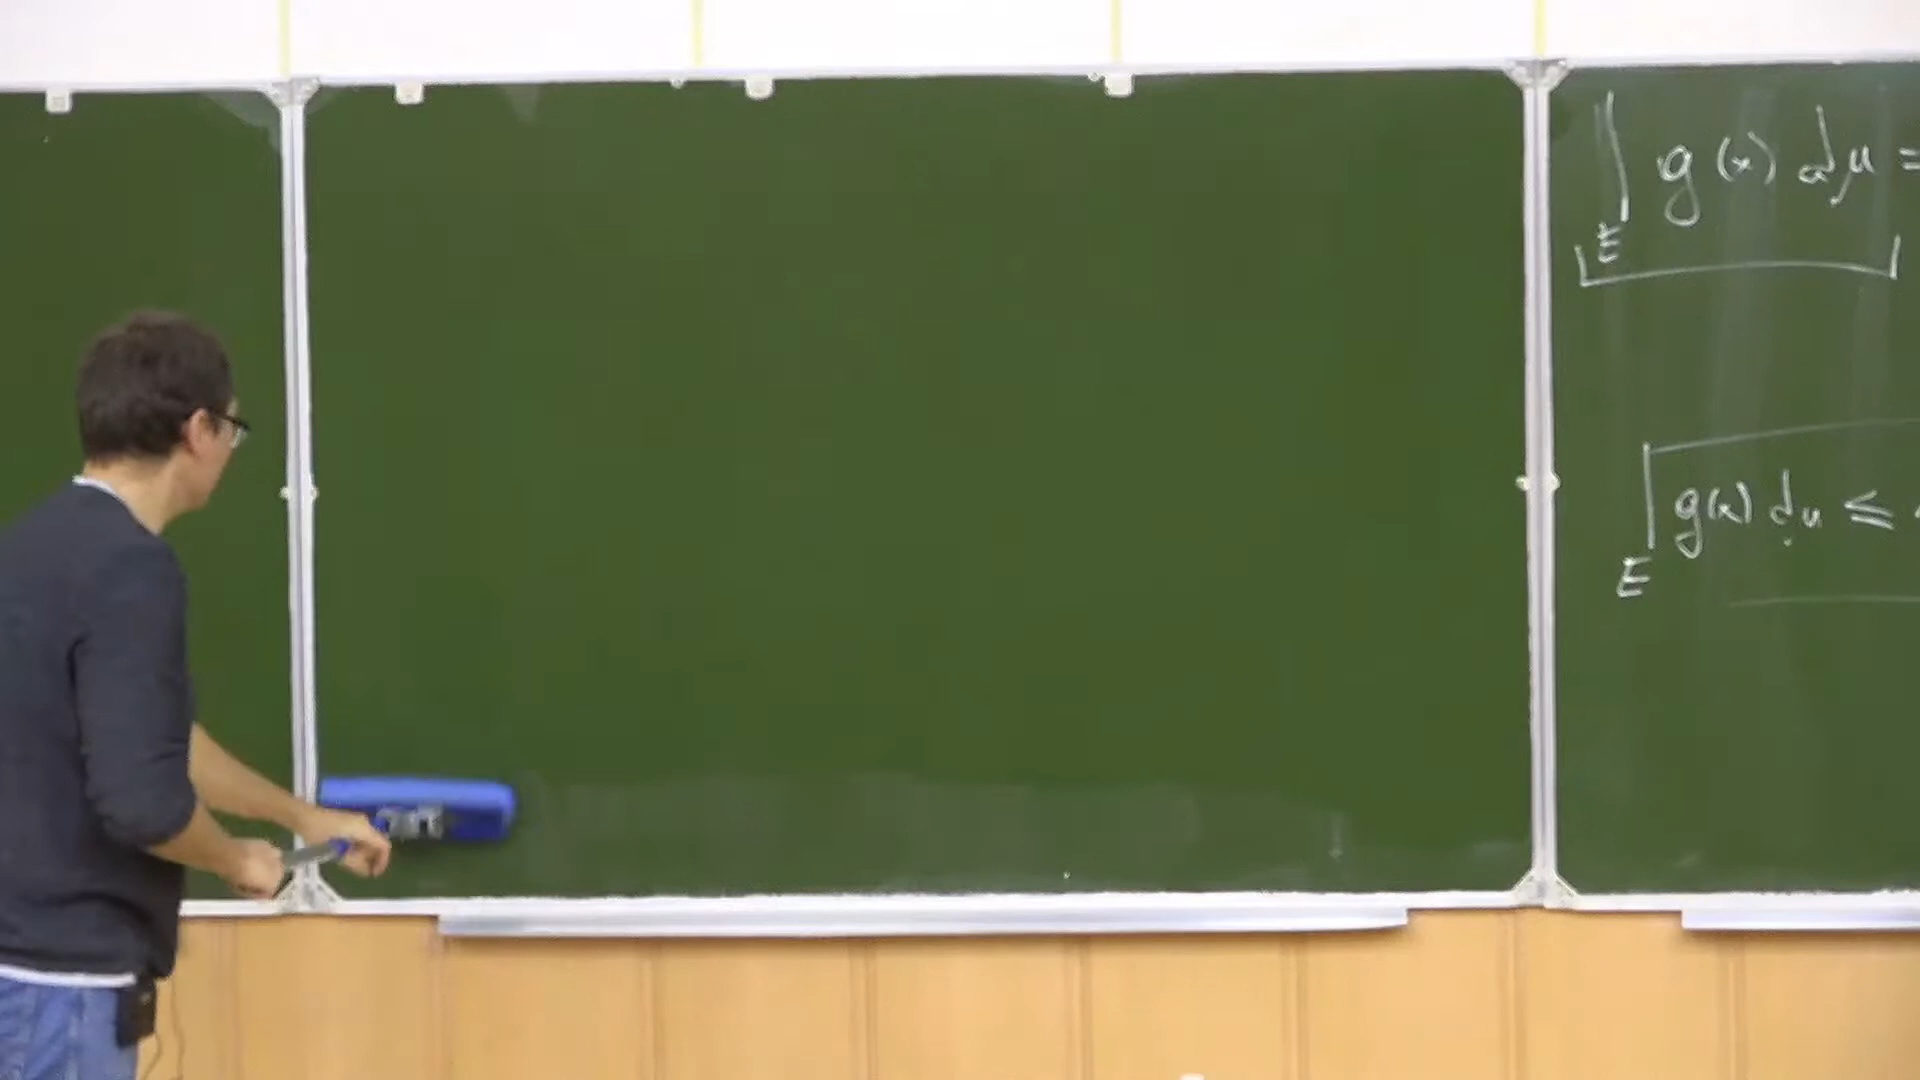 ∫_E g(x) dμ =
∫_E g(x) dμ ≤